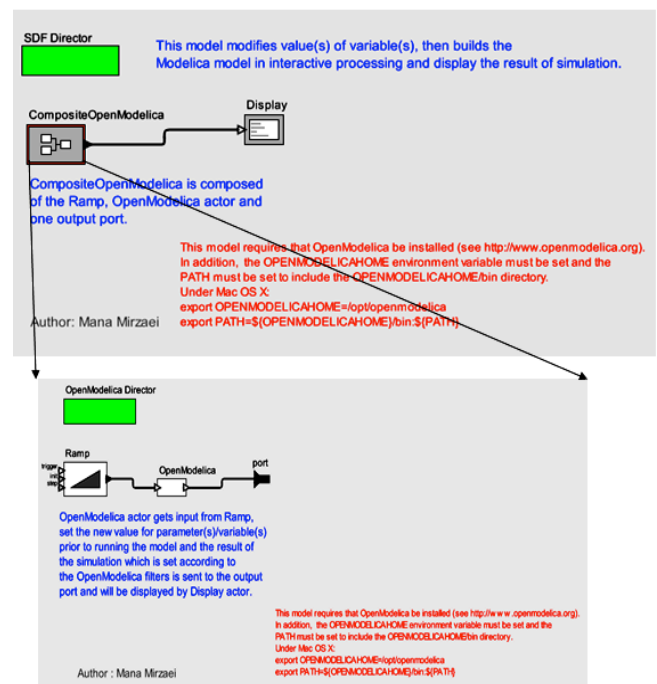 SDF Director
This model modifies value(s) of variable(s), then builds the
Modelica model in interactive processing and display the result of simulation.
CompositeOpenModelica
Display
CompositeOpenModelica is composed
of the Ramp, OpenModelica actor and
one output port.
This model requires that OpenModelica be installed (see http://www.openmodelica.org).
In addition, the OPENMODELICAHOME environment variable must be set and the
PATH must be set to include the OPENMODELICAHOME/bin directory.
Under Mac OS X:
export OPENMODELICAHOME=/opt/openmodelica
export PATH=${OPENMODELICAHOME}/bin:${PATH}
Author: Mana Mirzaei
OpenModelica Director
Ramp
trigger
init
step
OpenModelica
port
OpenModelica actor gets input from Ramp,
set the new value for parameter(s)/variable(s)
prior to running the model and the result of
the simulation which is set according to
the OpenModelica filters is sent to the output
port and will be displayed by Display actor.
This model requires that OpenModelica be installed (see http://www.openmodelica.org).
In addition, the OPENMODELICAHOME environment variable must be set and the
PATH must be set to include the OPENMODELICAHOME/bin directory.
Under Mac OS X:
export OPENMODELICAHOME=/opt/openmodelica
export PATH=${OPENMODELICAHOME}/bin:${PATH}
Author : Mana Mirzaei